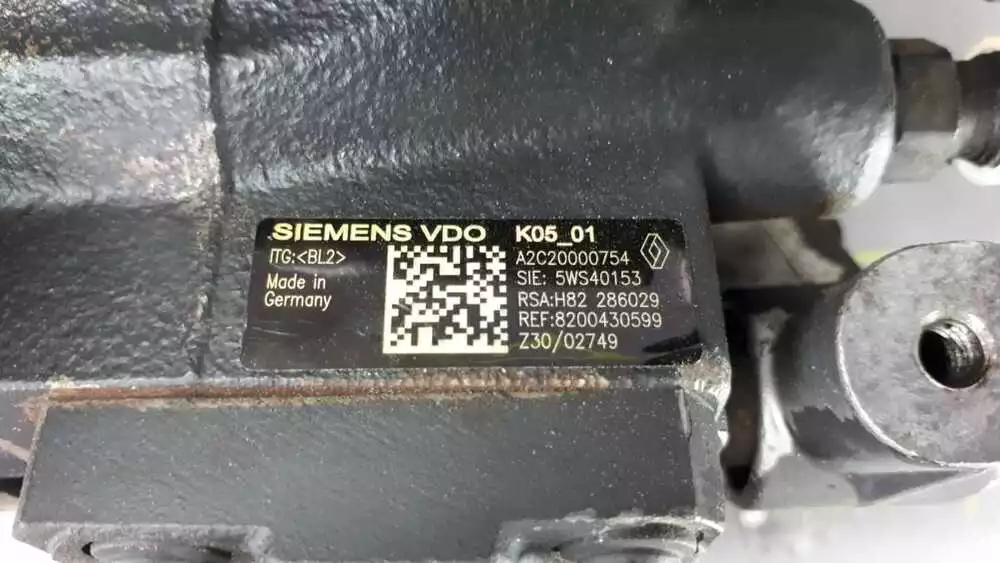 SIEMENS VDO K05_01
ITG:<BL2> A2C20000754
Made in SIE: 5WS40153
Germany RSA:H82 286029
REF:8200430599
Z30/02749